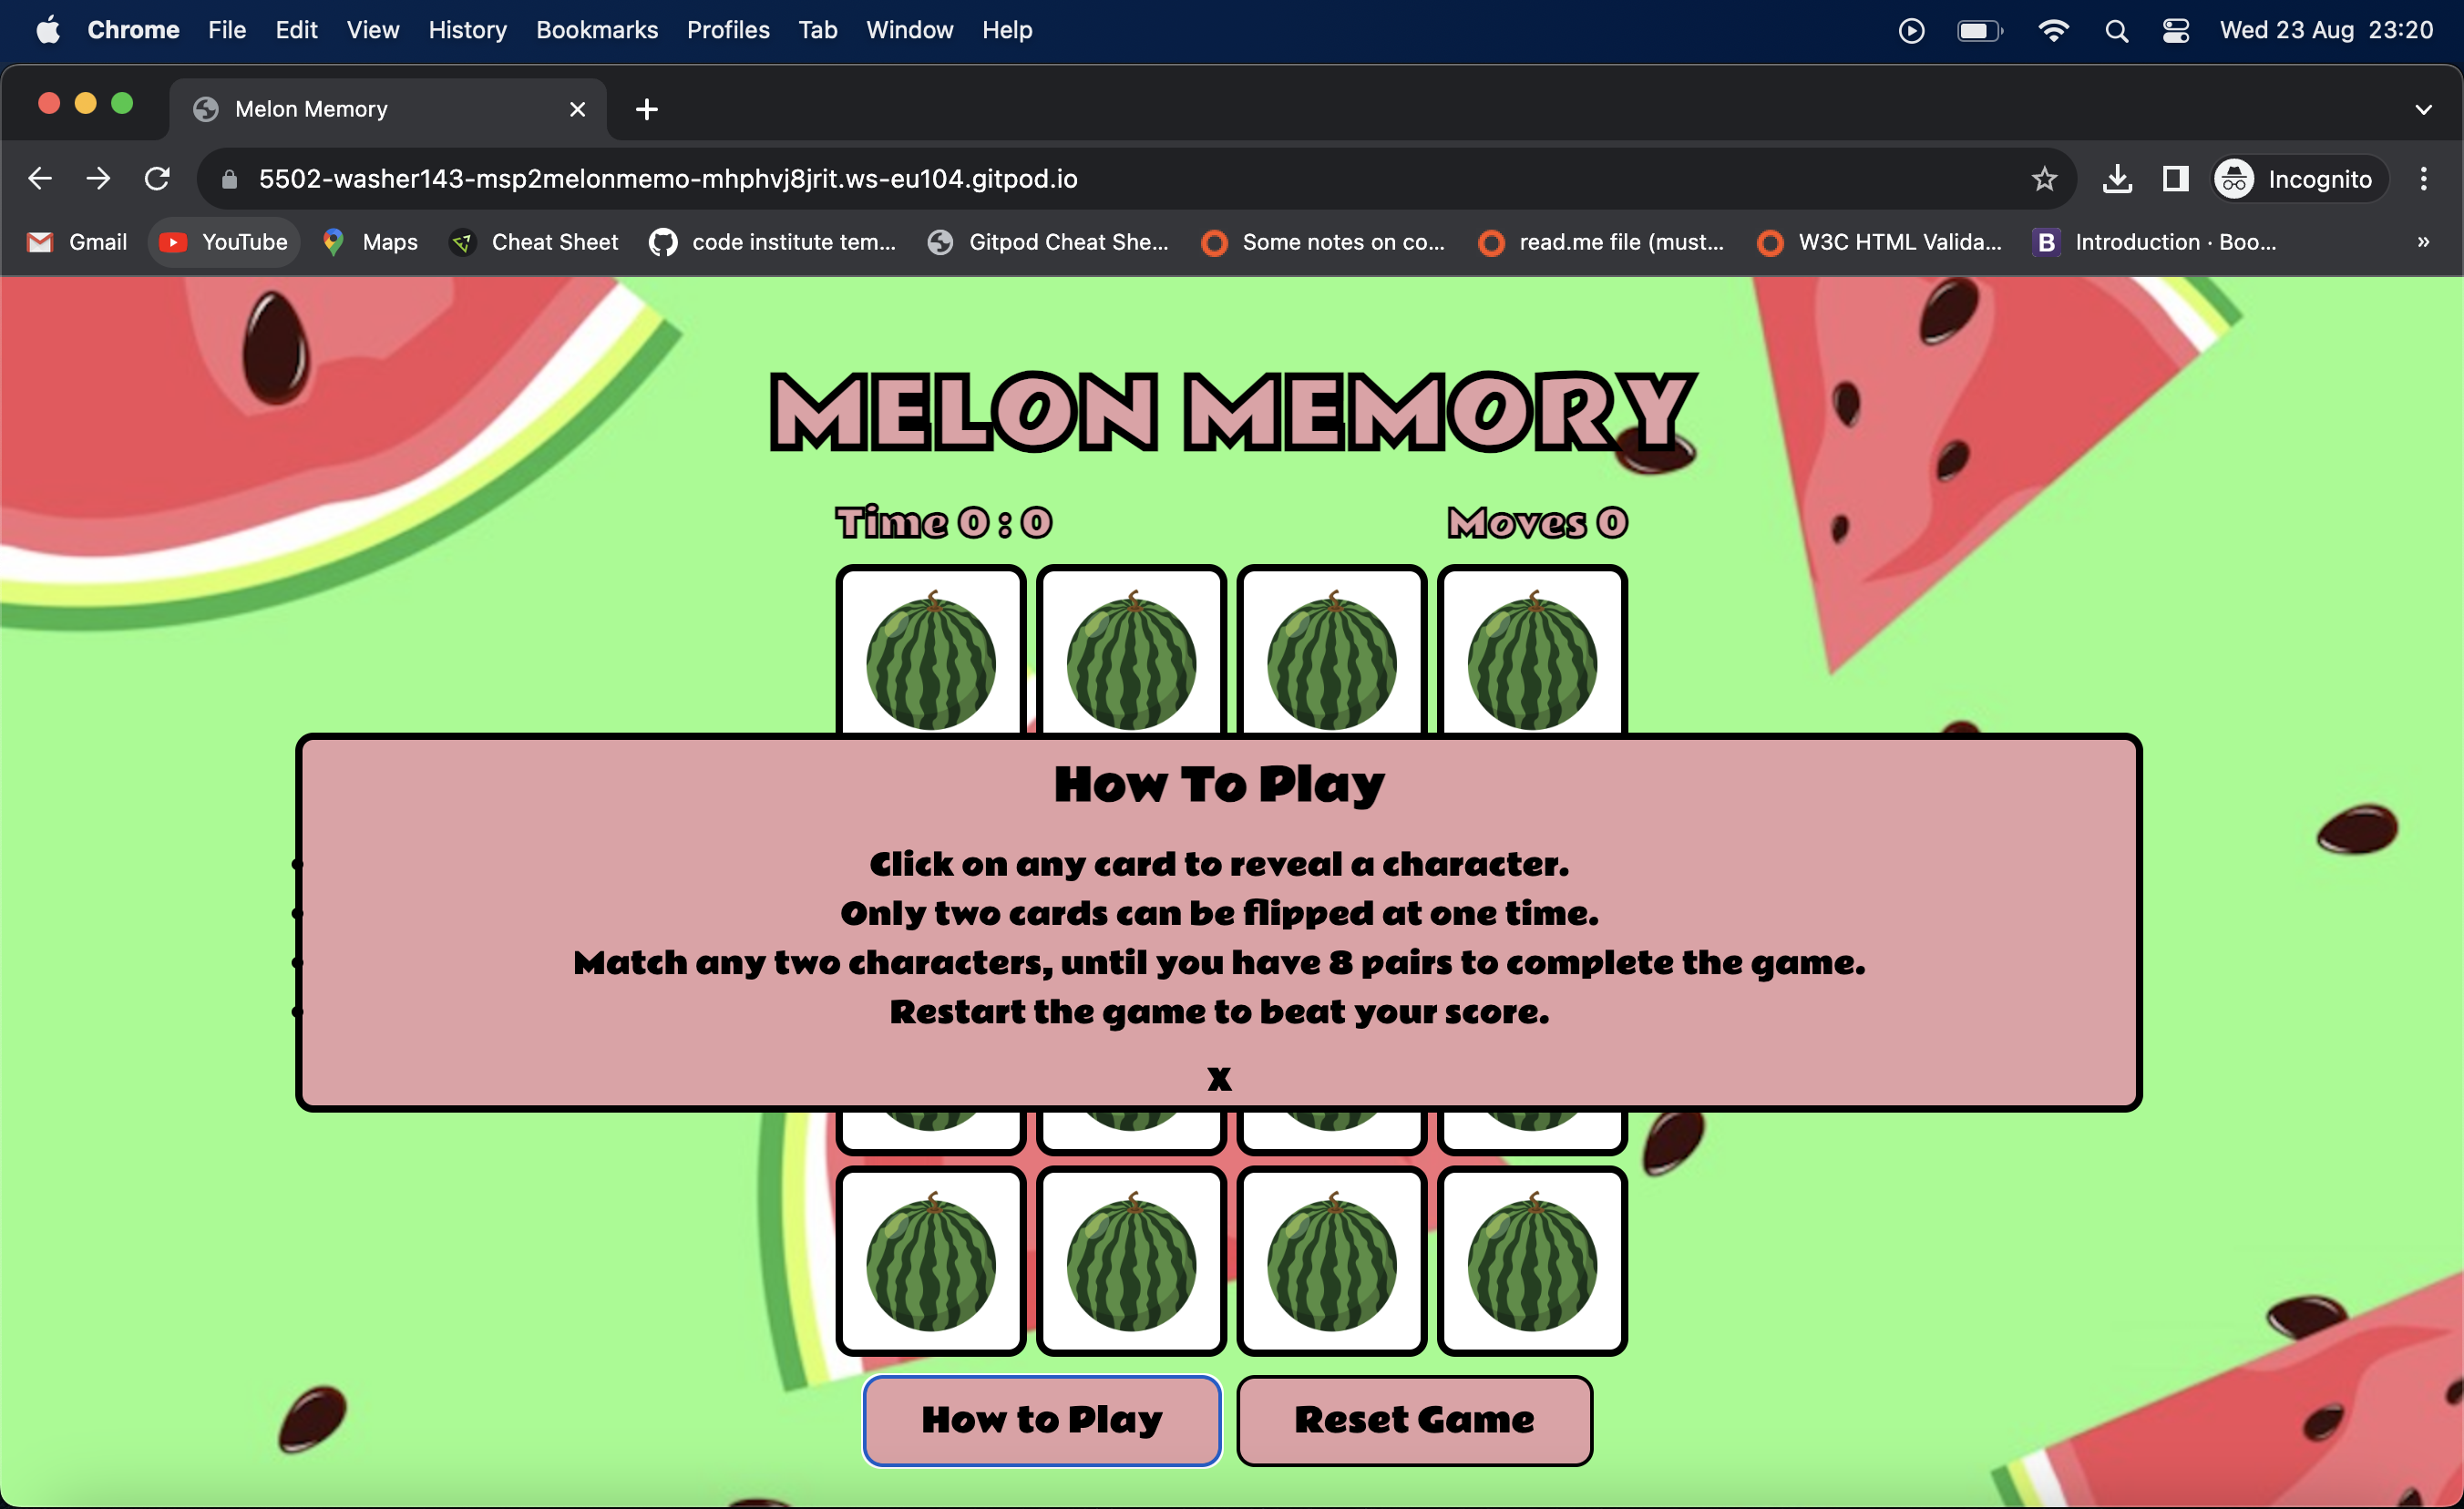 Chrome File Edit View History Bookmarks Profiles Tab Window Help Wed 23 Aug 23:20
Melon Memory
5502-washer143-msp2melonmemo-mhphvj8jrit.ws-eu104.gitpod.io Incognito
Gmail YouTube Maps Cheat Sheet code institute tem... Gitpod Cheat She... Some notes on co... read.me file (must... W3C HTML Valida... B Introduction · Boo... »
MELON MEMORY
Time 0 : 0 Moves 0
How To Play
Click on any card to reveal a character.
Only two cards can be flipped at one time.
Match any two characters, until you have 8 pairs to complete the game.
Restart the game to beat your score.
X
How to Play Reset Game